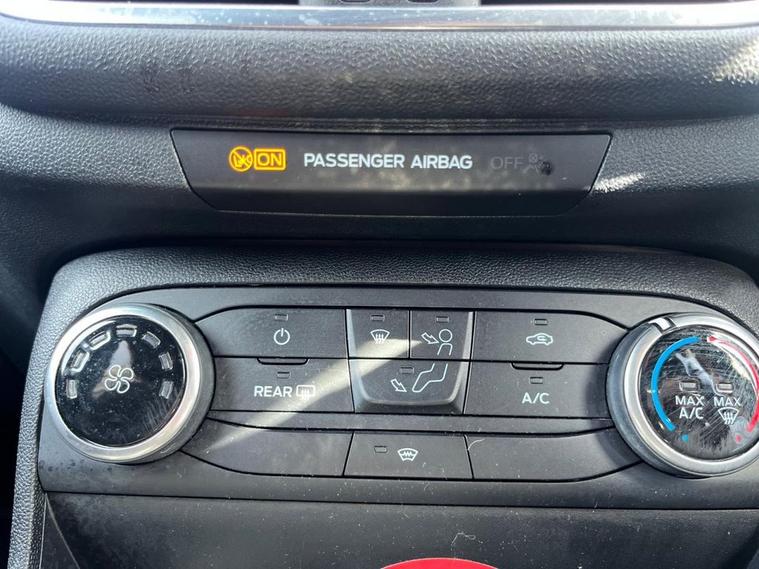 ON PASSENGER AIRBAG OFF
REAR
A/C
MAX A/C
MAX